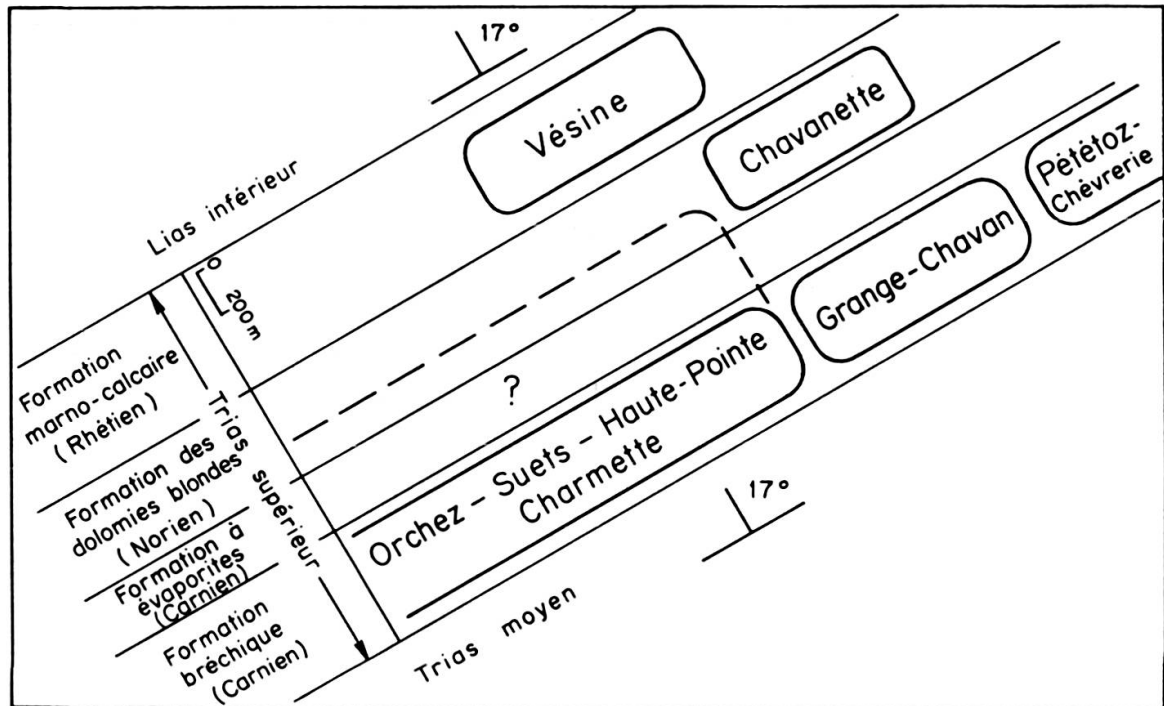 17°
Vésine
Chavanette
Pététoz-
Chèvrerie
Grange-Chavan
Lias inférieur
0
200m
?
Orchez - Suets - Haute-Pointe
Charmette
17°
Trias moyen
Trias supérieur
Formation
marno-calcaire
(Rhétien)
Formation des
dolomies blondes
(Norien)
Formation à
évaporites
(Carnien)
Formation
bréchique
(Carnien)